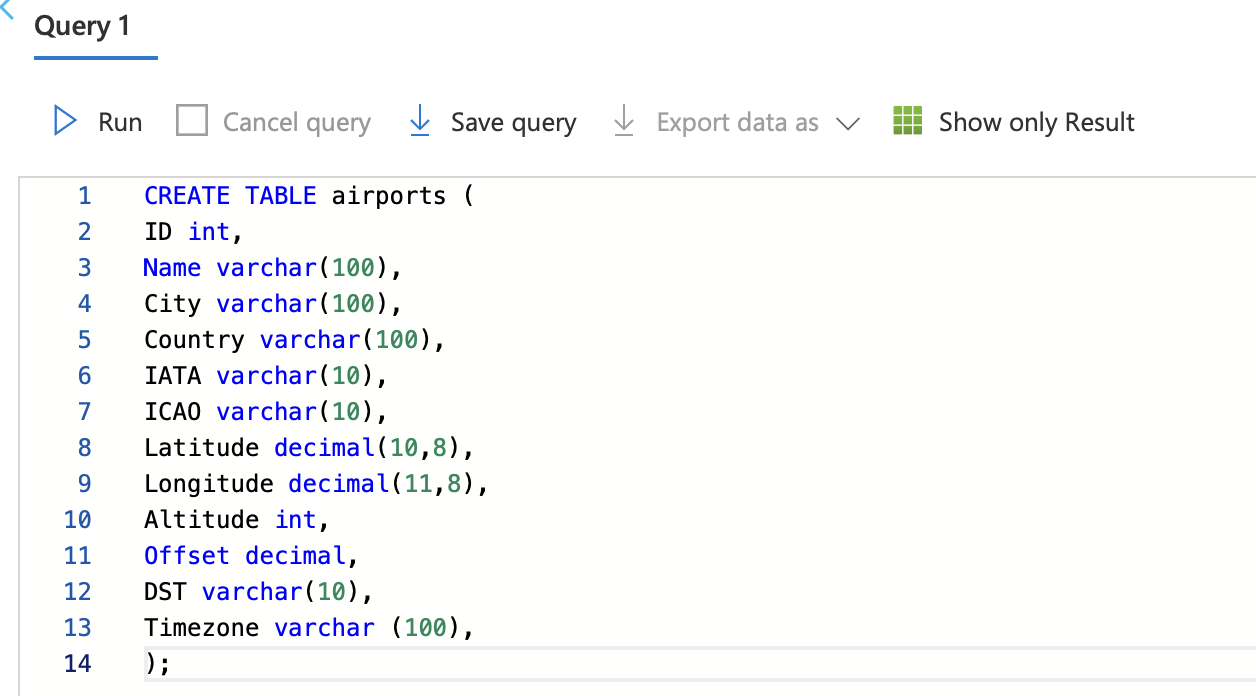 Query 1
Run Cancel query Save query Export data as Show only Result
1 CREATE TABLE airports (
2 ID int,
3 Name varchar(100),
4 City varchar(100),
5 Country varchar(100),
6 IATA varchar(10),
7 ICAO varchar(10),
8 Latitude decimal(10,8),
9 Longitude decimal(11,8),
10 Altitude int,
11 Offset decimal,
12 DST varchar(10),
13 Timezone varchar (100),
14 );